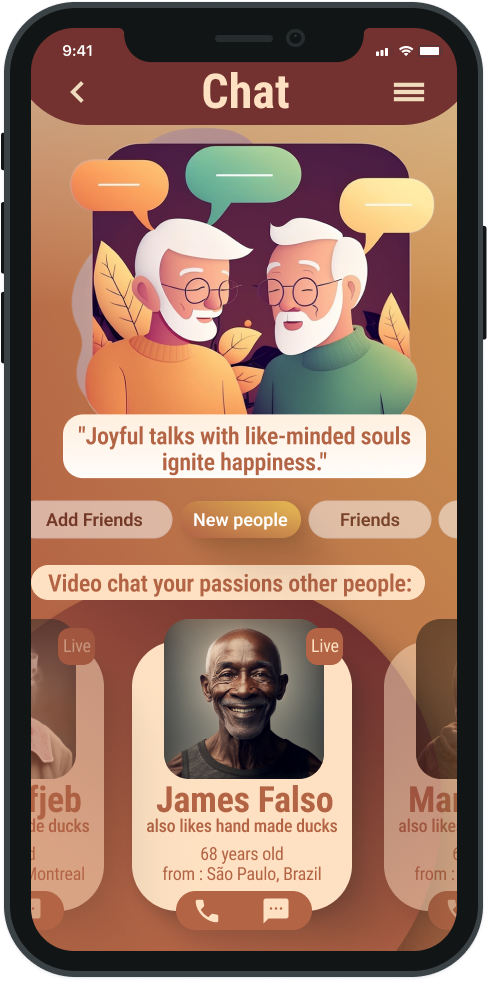 9:41
Chat
"Joyful talks with like-minded souls
ignite happiness."
Add Friends
New people
Friends
Video chat your passions other people:
Live
fjeb
de ducks
d
Montreal
Live
James Falso
also likes hand made ducks
68 years old
from : São Paulo, Brazil
Mar
also like
6
from :